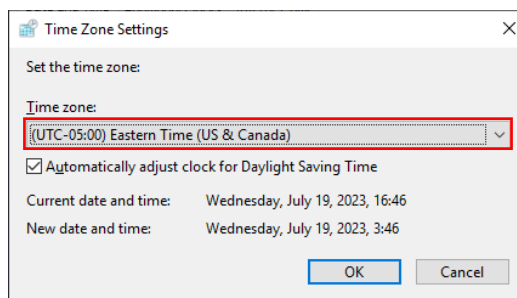 Time Zone Settings
Set the time zone:
Time zone:
(UTC-05:00) Eastern Time (US & Canada)
Automatically adjust clock for Daylight Saving Time
Current date and time: Wednesday, July 19, 2023, 16:46
New date and time: Wednesday, July 19, 2023, 3:46
OK Cancel